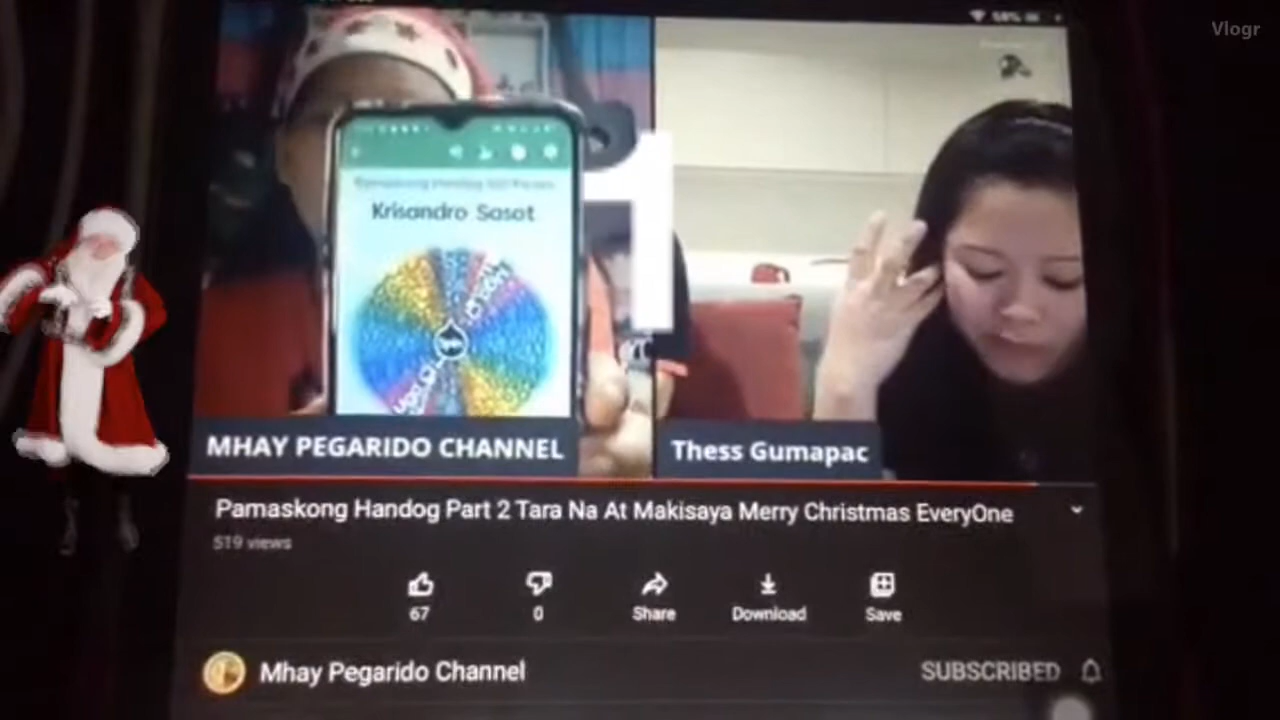 Vlogr
58%
Krisandro Sasot
MHAY PEGARIDO CHANNEL
Thess Gumapac
Pamaskong Handog Part 2 Tara Na At Makisaya Merry Christmas EveryOne
519 views
67
0
Share
Download
Save
Mhay Pegarido Channel
SUBSCRIBED